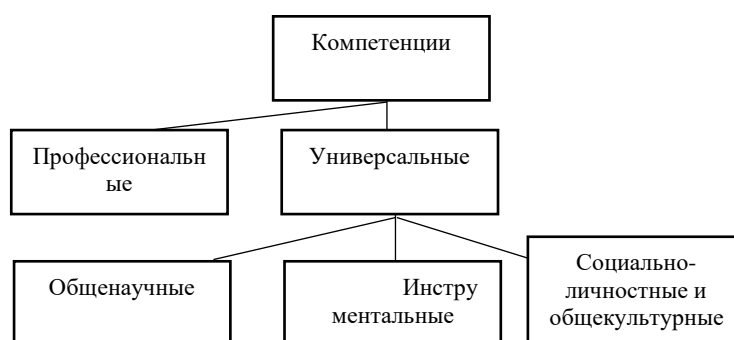 Компетенции
Профессиональн
ые
Универсальные
Общенаучные
Инстру
ментальные
Социально-
личностные и
общекультурные